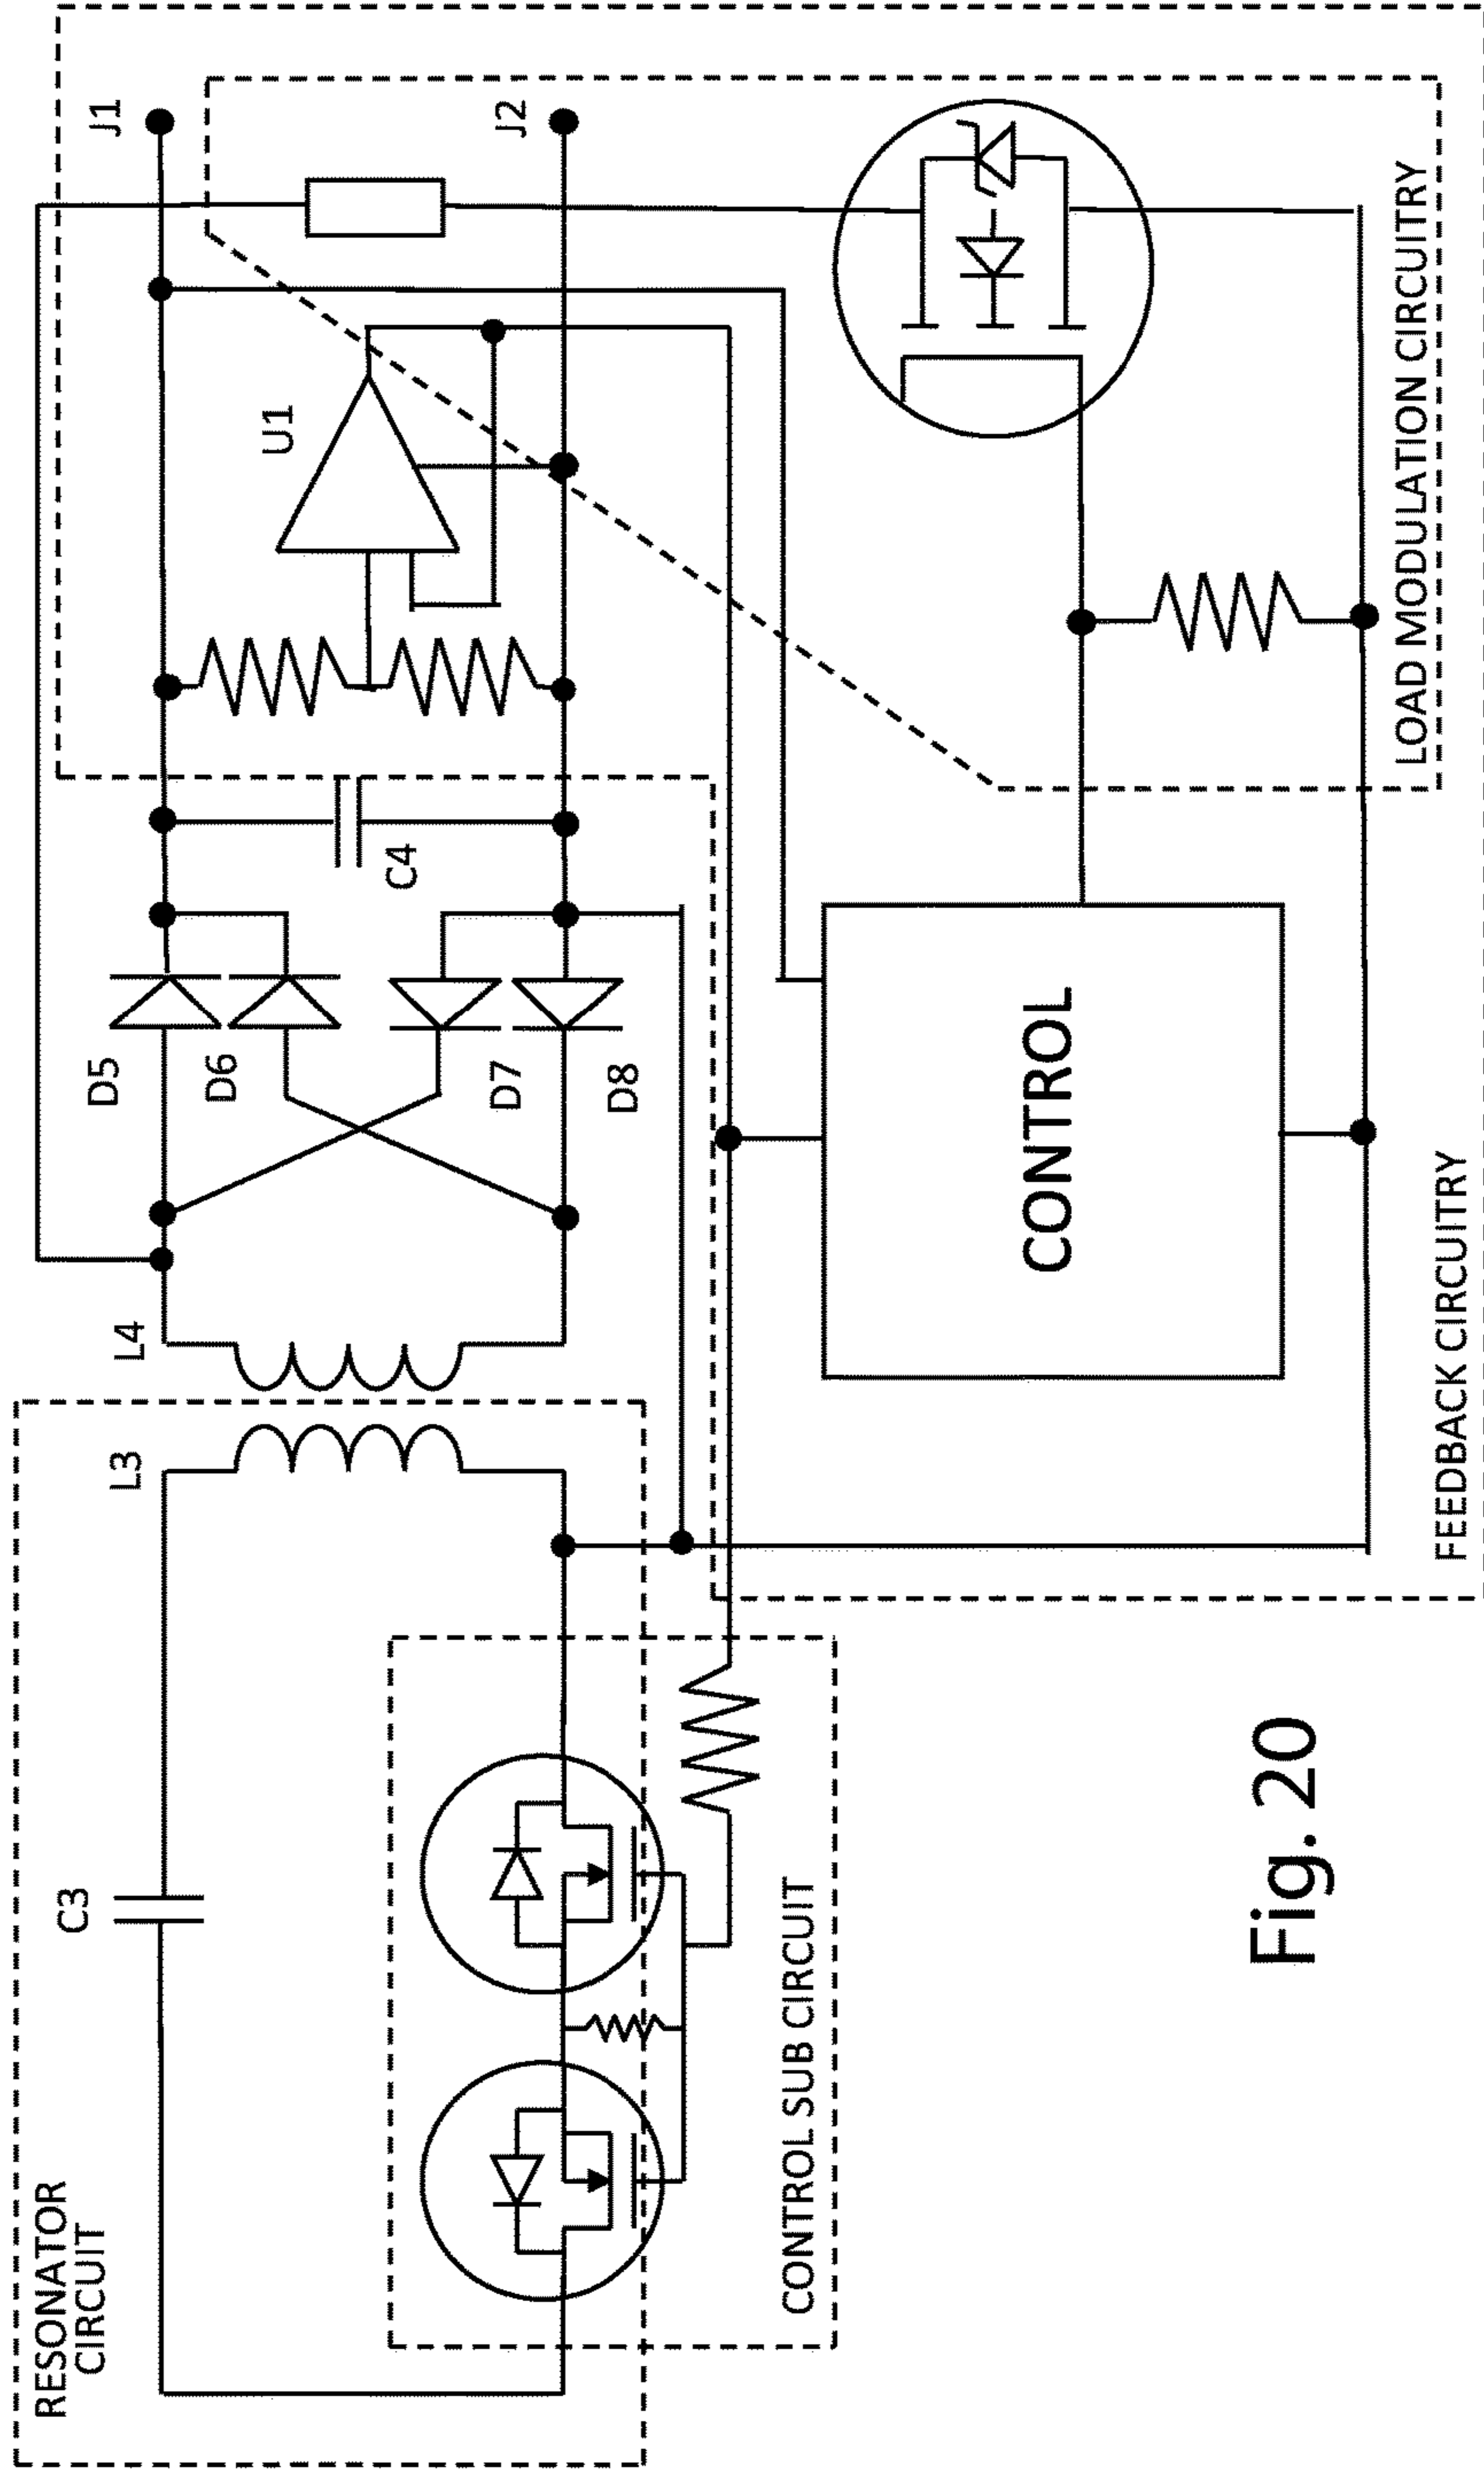 RESONATOR
CIRCUIT
C3
L3
L4
D5
D6
D7
D8
C4
U1
J1
J2
CONTROL SUB CIRCUIT
CONTROL
LOAD MODULATION CIRCUITRY
FEEDBACK CIRCUITRY
Fig. 20